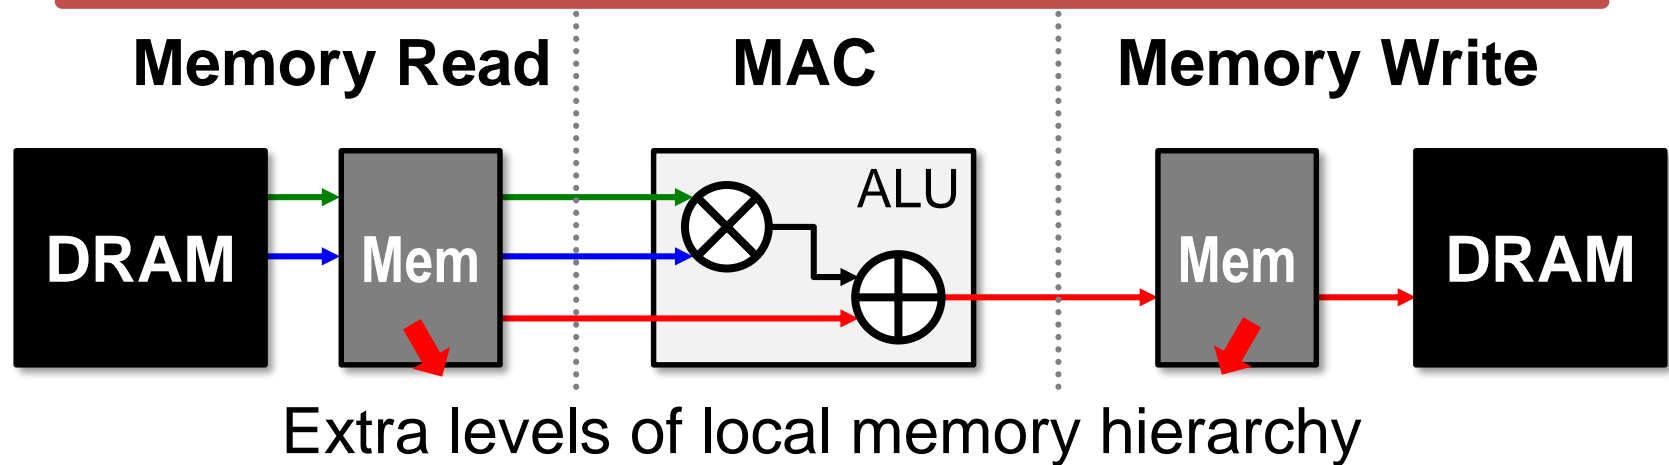 Memory Read MAC Memory Write
ALU
DRAM Mem Mem DRAM
Extra levels of local memory hierarchy